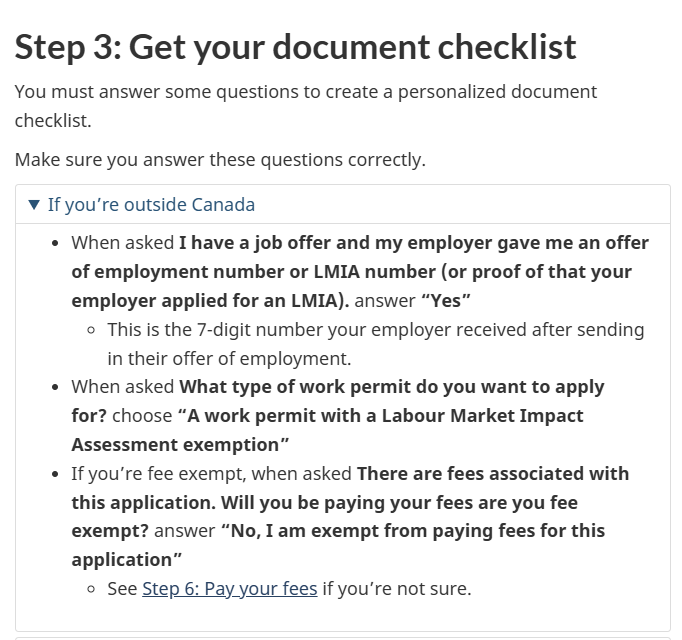 Step 3: Get your document checklist
You must answer some questions to create a personalized document
checklist.
Make sure you answer these questions correctly.
▼ If you’re outside Canada
• When asked I have a job offer and my employer gave me an offer
of employment number or LMIA number (or proof of that your
employer applied for an LMIA). answer “Yes”
◦ This is the 7-digit number your employer received after sending
in their offer of employment.
• When asked What type of work permit do you want to apply
for? choose “A work permit with a Labour Market Impact
Assessment exemption”
• If you’re fee exempt, when asked There are fees associated with
this application. Will you be paying your fees are you fee
exempt? answer “No, I am exempt from paying fees for this
application”
◦ See Step 6: Pay your fees if you’re not sure.